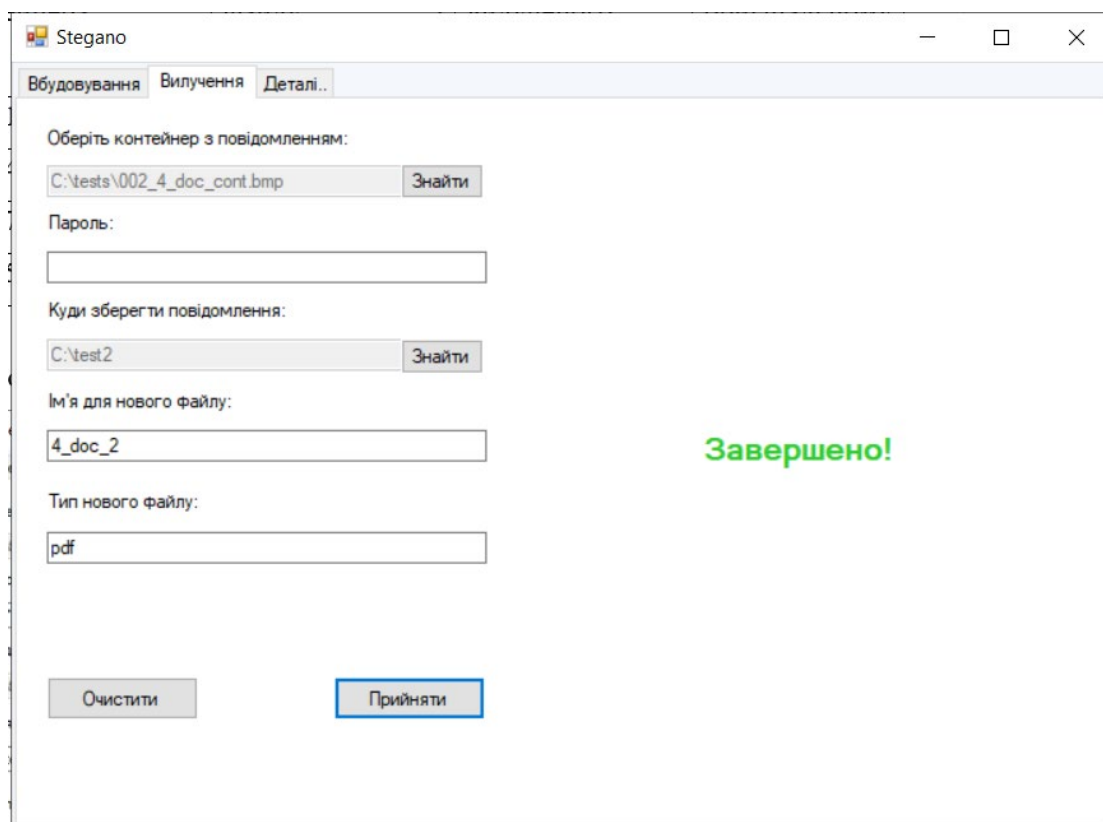 Stegano
Вбудовування Вилучення Деталі..
Оберіть контейнер з повідомленням:
C:\tests\002_4_doc_cont.bmp Знайти
Пароль:
Куди зберегти повідомлення:
C:\test2 Знайти
Ім'я для нового файлу:
4_doc_2
Завершено!
Тип нового файлу:
pdf
Очистити Прийняти